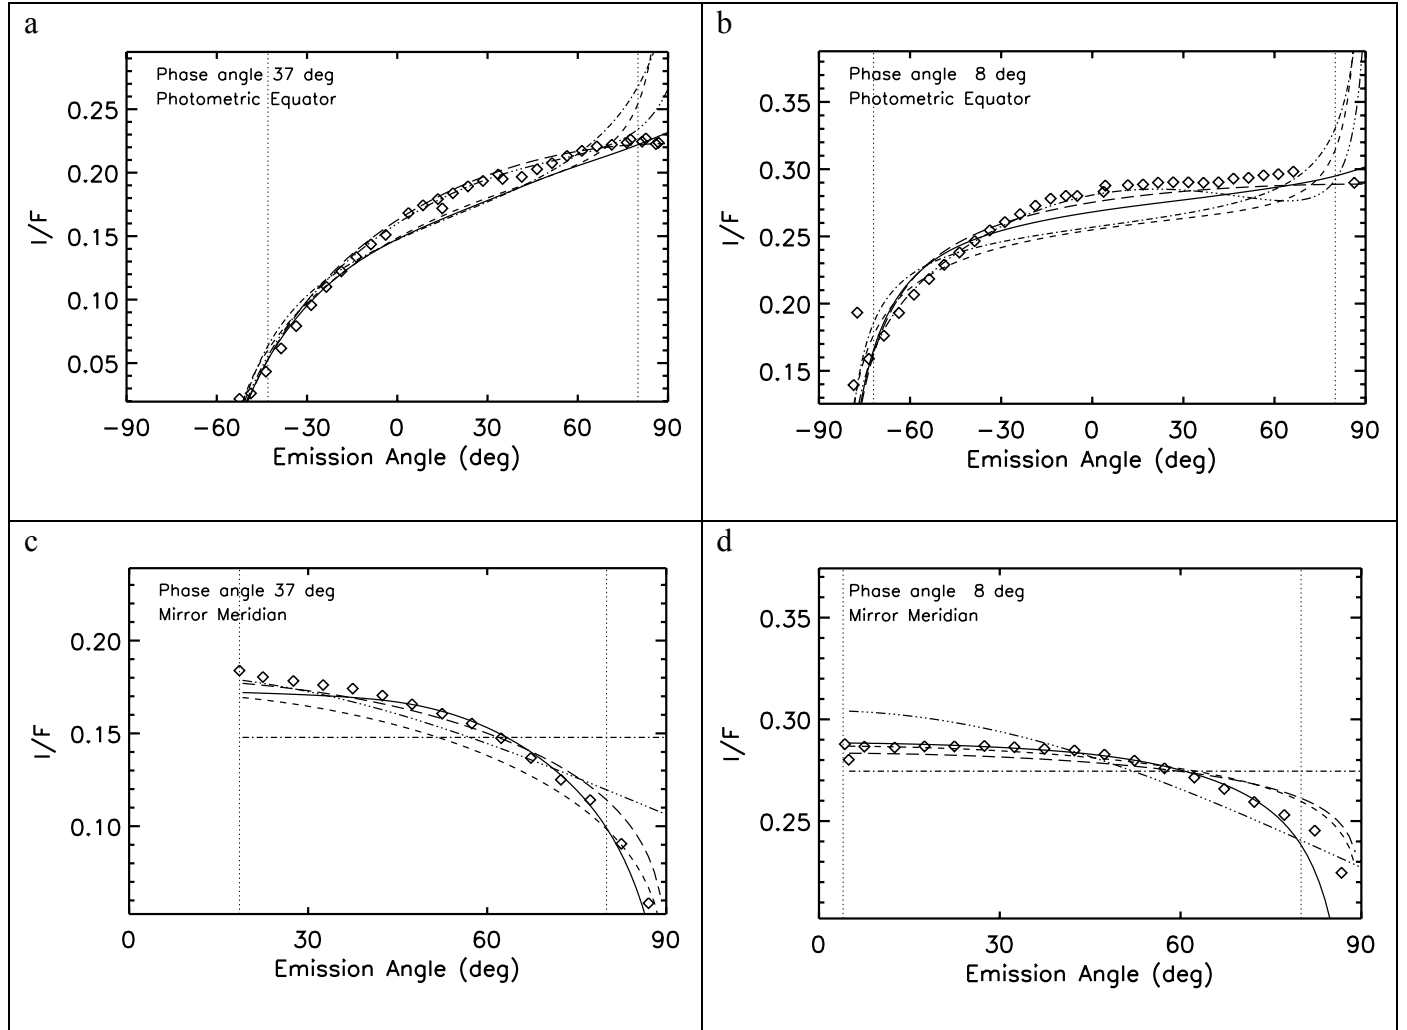 a
Phase angle 37 deg
Photometric Equator
I/F
0.25
0.20
0.15
0.10
0.05
−90 −60 −30 0 30 60 90
Emission Angle (deg)
b
Phase angle 8 deg
Photometric Equator
I/F
0.35
0.30
0.25
0.20
0.15
−90 −60 −30 0 30 60 90
Emission Angle (deg)
c
Phase angle 37 deg
Mirror Meridian
I/F
0.20
0.15
0.10
0 30 60 90
Emission Angle (deg)
d
Phase angle 8 deg
Mirror Meridian
I/F
0.35
0.30
0.25
0 30 60 90
Emission Angle (deg)